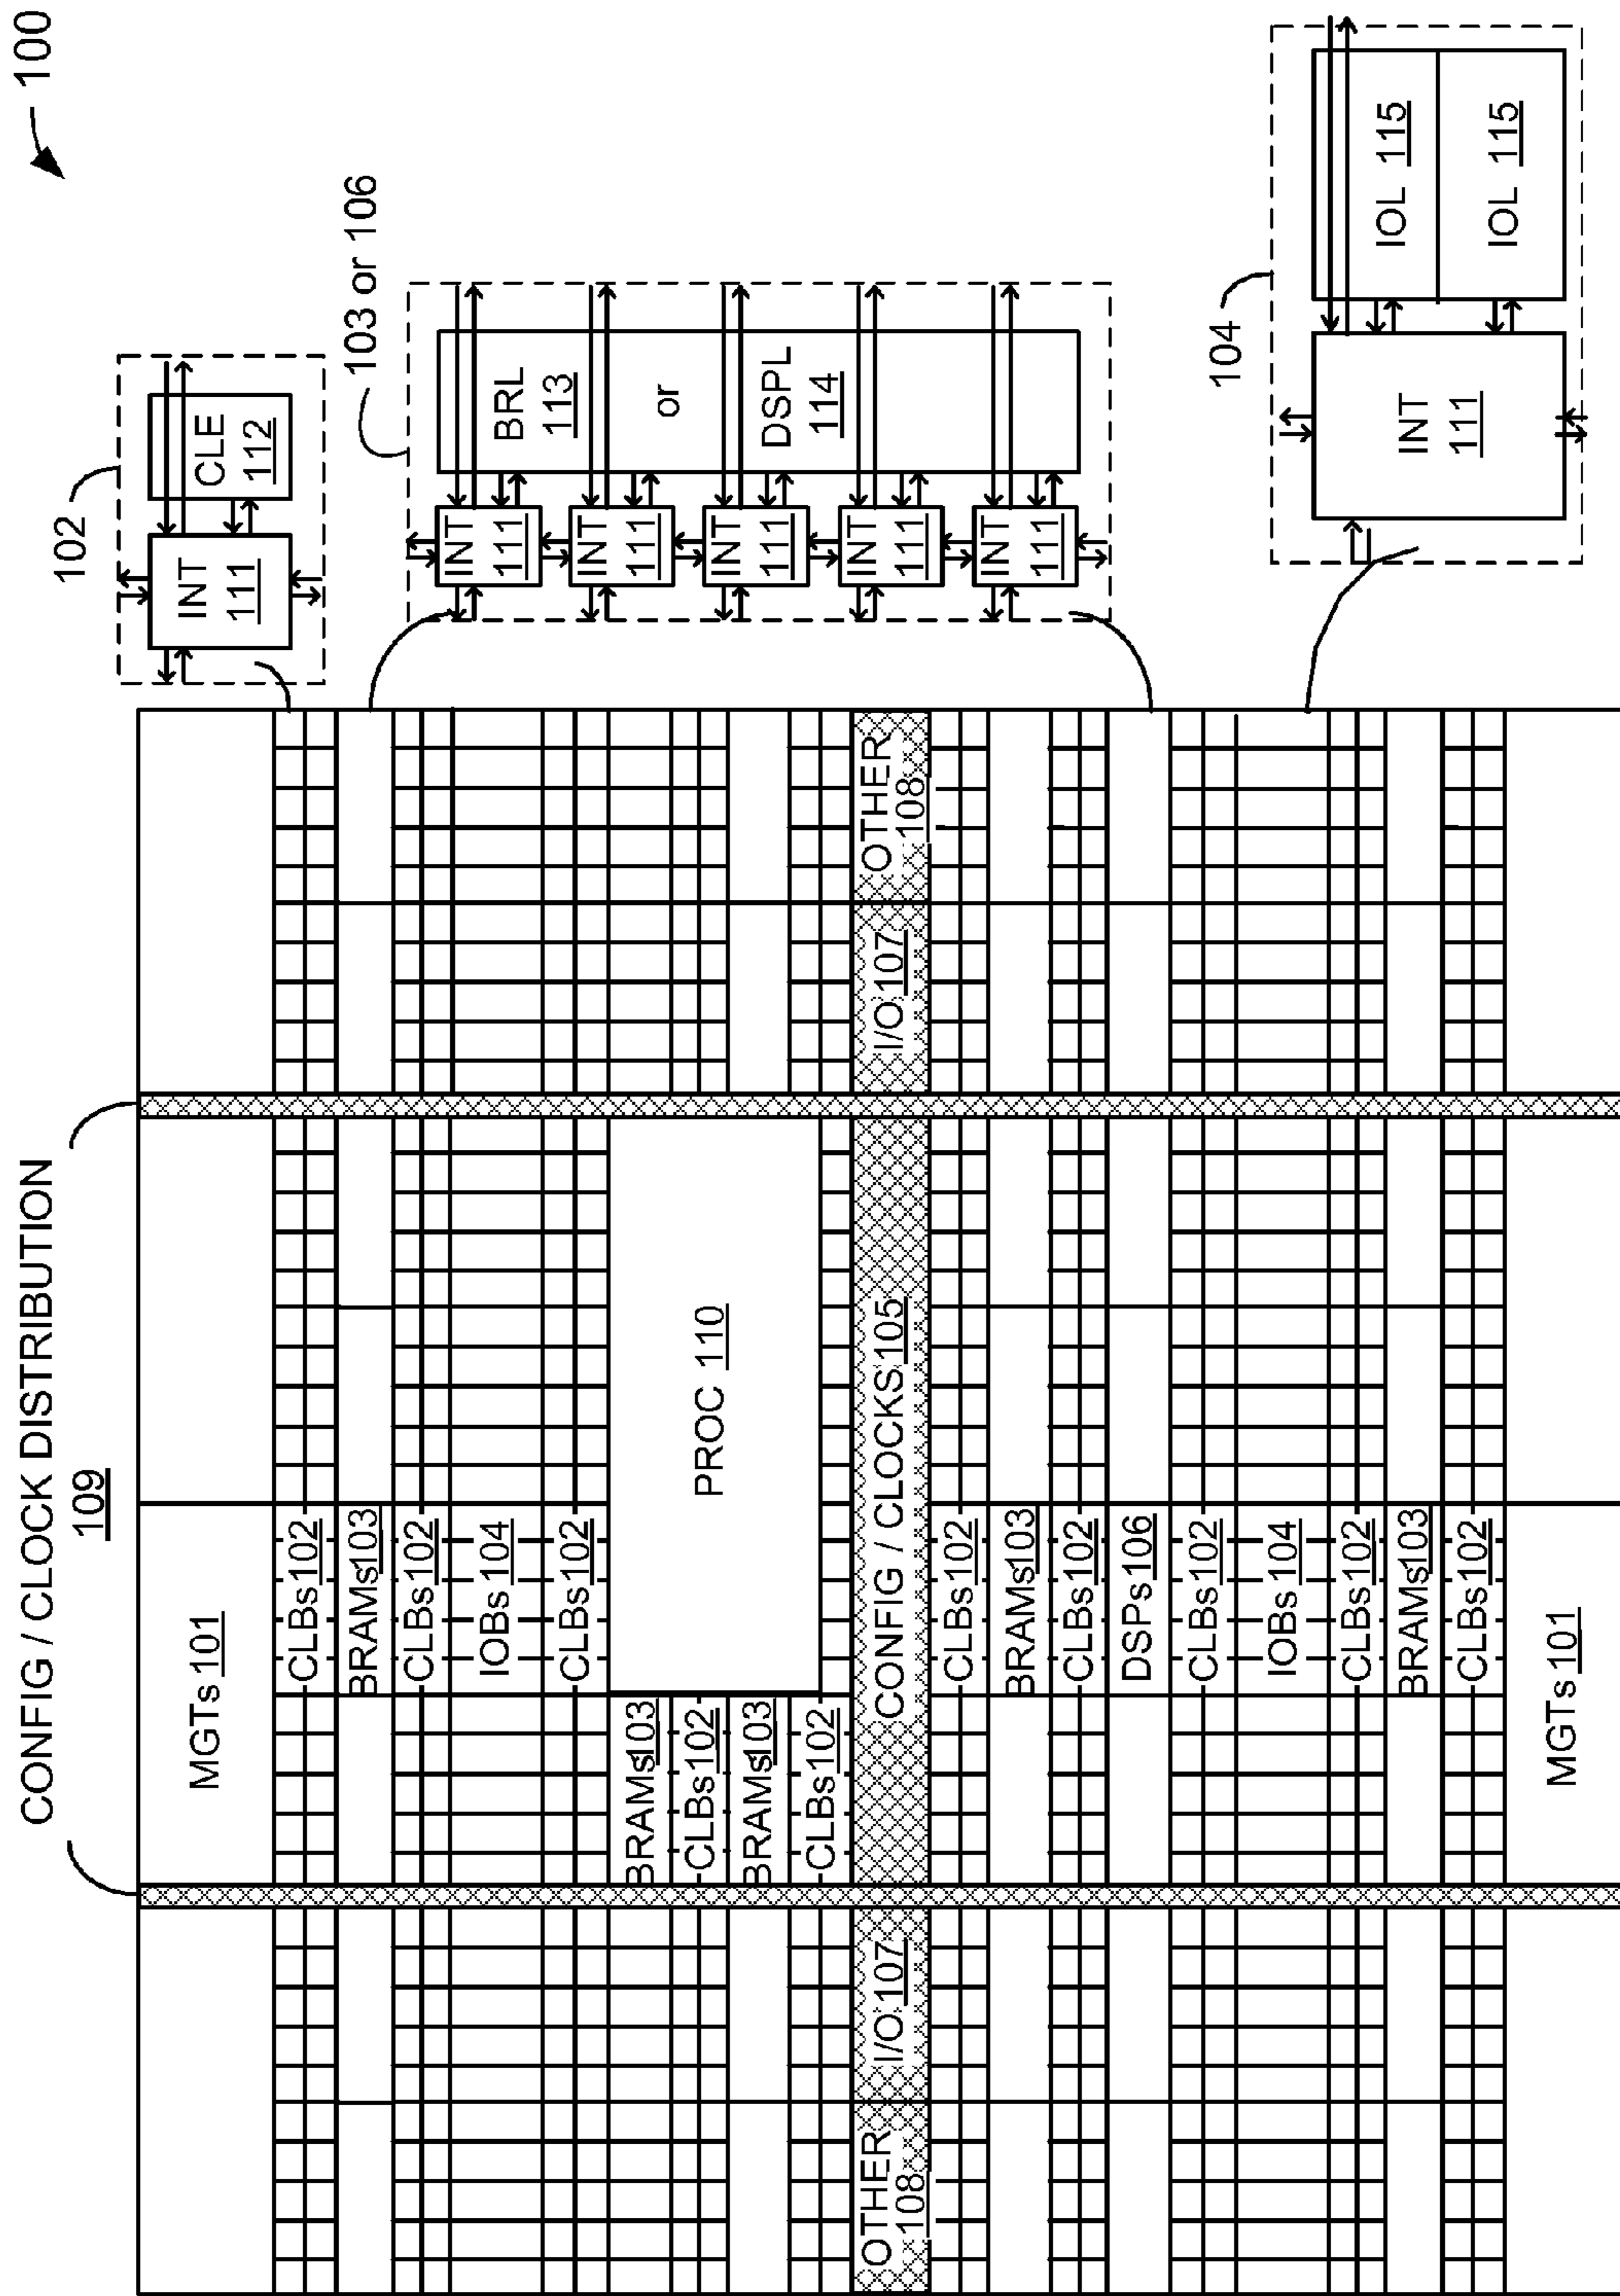 100
CONFIG / CLOCK DISTRIBUTION
109
MGTs 101
CLBs 102
BRAMs 103
CLBs 102
IOBs 104
CLBs 102
BRAMs 103
CLBs 102
BRAMs 103
CLBs 102
PROC 110
OTHER
108
I/O 107
CONFIG / CLOCKS 105
I/O 107
OTHER
108
CLBs 102
BRAMs 103
CLBs 102
DSPs 106
CLBs 102
IOBs 104
CLBs 102
BRAMs 103
CLBs 102
MGTs 101
102
INT
111
CLE
112
103 or 106
INT
111
INT
111
INT
111
INT
111
INT
111
BRL
113
or
DSPL
114
104
INT
111
IOL 115
IOL 115